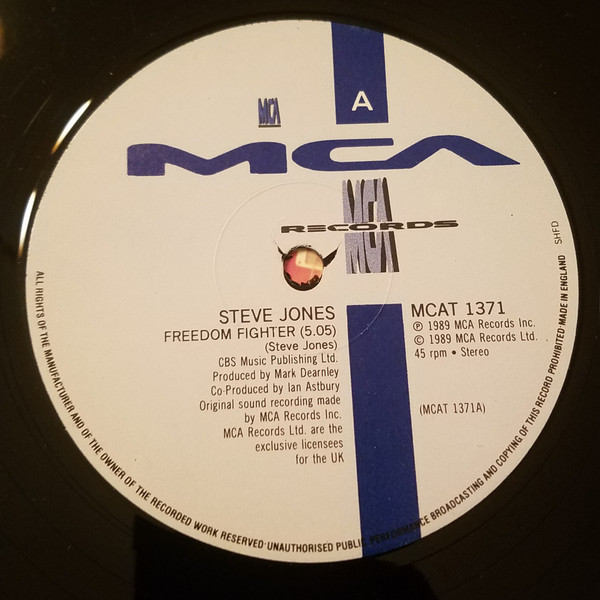 A
MCA
MCA
MCA
RECORDS
STEVE JONES
FREEDOM FIGHTER (5.05)
(Steve Jones)
CBS Music Publishing Ltd.
Produced by Mark Dearnley
Co-Produced by Ian Astbury
Original sound recording made
by MCA Records Inc.
MCA Records Ltd. are the
exclusive licensees
for the UK
MCAT 1371
℗ 1989 MCA Records Inc.
© 1989 MCA Records Ltd.
45 rpm • Stereo
(MCAT 1371A)
ALL RIGHTS OF THE MANUFACTURER AND OF THE OWNER OF THE RECORDED WORK RESERVED·UNAUTHORISED PUBLIC PERFORMANCE BROADCASTING AND COPYING OF THIS RECORD PROHIBITED·MADE IN ENGLAND
SHFD